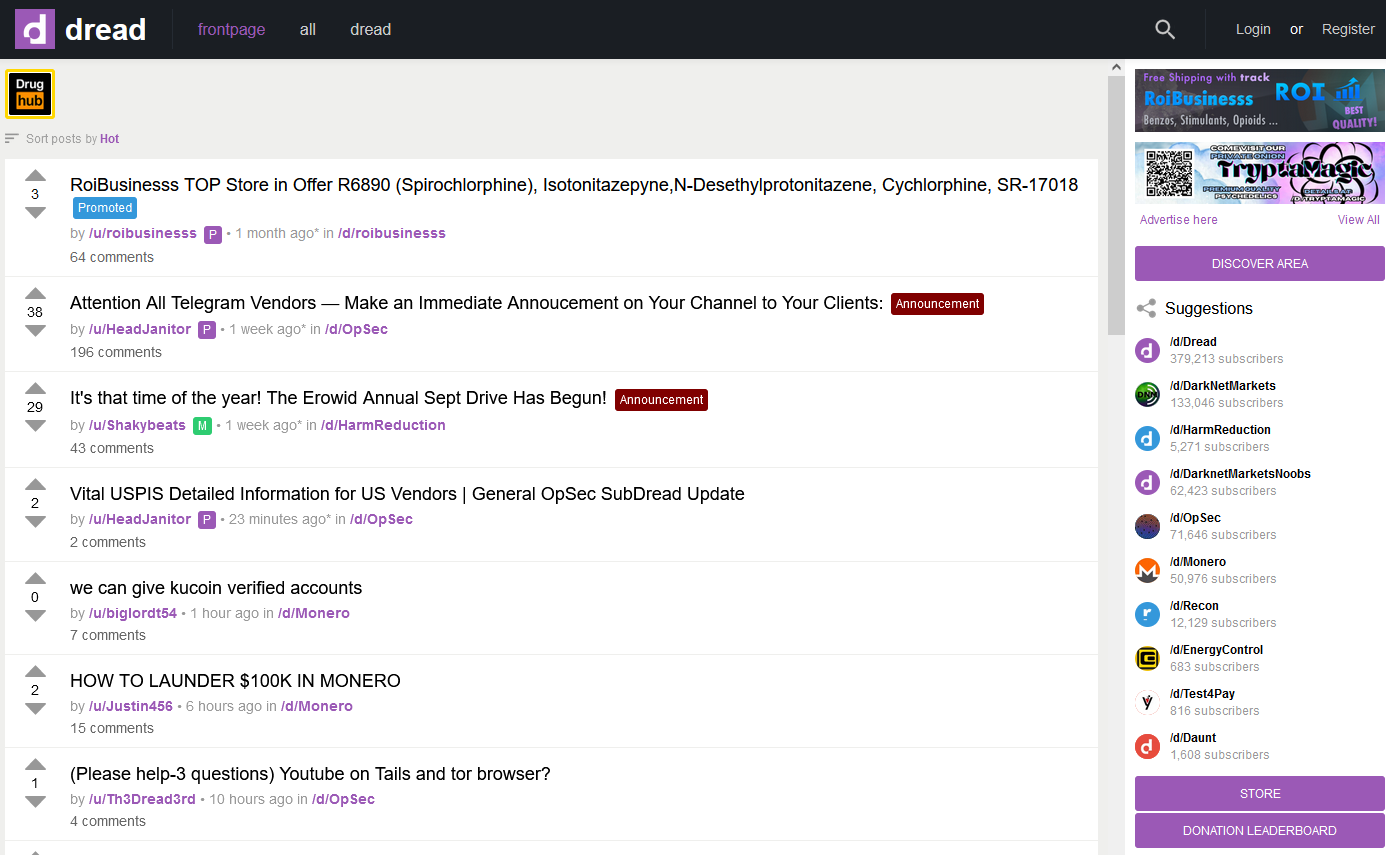 d dread frontpage all dread Login or Register
Drug
hub
Sort posts by Hot
3
RoiBusinesss TOP Store in Offer R6890 (Spirochlorphine), Isotonitazepyne,N-Desethylprotonitazene, Cychlorphine, SR-17018
Promoted
by /u/roibusinesss P • 1 month ago* in /d/roibusinesss
64 comments
38
Attention All Telegram Vendors — Make an Immediate Annoucement on Your Channel to Your Clients: Announcement
by /u/HeadJanitor P • 1 week ago* in /d/OpSec
196 comments
29
It's that time of the year! The Erowid Annual Sept Drive Has Begun! Announcement
by /u/Shakybeats M • 1 week ago* in /d/HarmReduction
43 comments
2
Vital USPIS Detailed Information for US Vendors | General OpSec SubDread Update
by /u/HeadJanitor P • 23 minutes ago* in /d/OpSec
2 comments
0
we can give kucoin verified accounts
by /u/biglordt54 • 1 hour ago in /d/Monero
7 comments
2
HOW TO LAUNDER $100K IN MONERO
by /u/Justin456 • 6 hours ago in /d/Monero
15 comments
1
(Please help-3 questions) Youtube on Tails and tor browser?
by /u/Th3Dread3rd • 10 hours ago in /d/OpSec
4 comments
Free Shipping with track
RoiBusinesss ROI
Benzos, Stimulants, Opioids ...
BEST
QUALITY!
COME VISIT OUR
PRIVATE ONION
TryptaMagic
PREMIUM QUALITY
PSYCHEDELICS
DETAILS AT
/D/TRYPTAMAGIC
Advertise here View All
DISCOVER AREA
Suggestions
/d/Dread
379,213 subscribers
/d/DarkNetMarkets
133,046 subscribers
/d/HarmReduction
5,271 subscribers
/d/DarknetMarketsNoobs
62,423 subscribers
/d/OpSec
71,646 subscribers
/d/Monero
50,976 subscribers
/d/Recon
12,129 subscribers
/d/EnergyControl
683 subscribers
/d/Test4Pay
816 subscribers
/d/Daunt
1,608 subscribers
STORE
DONATION LEADERBOARD